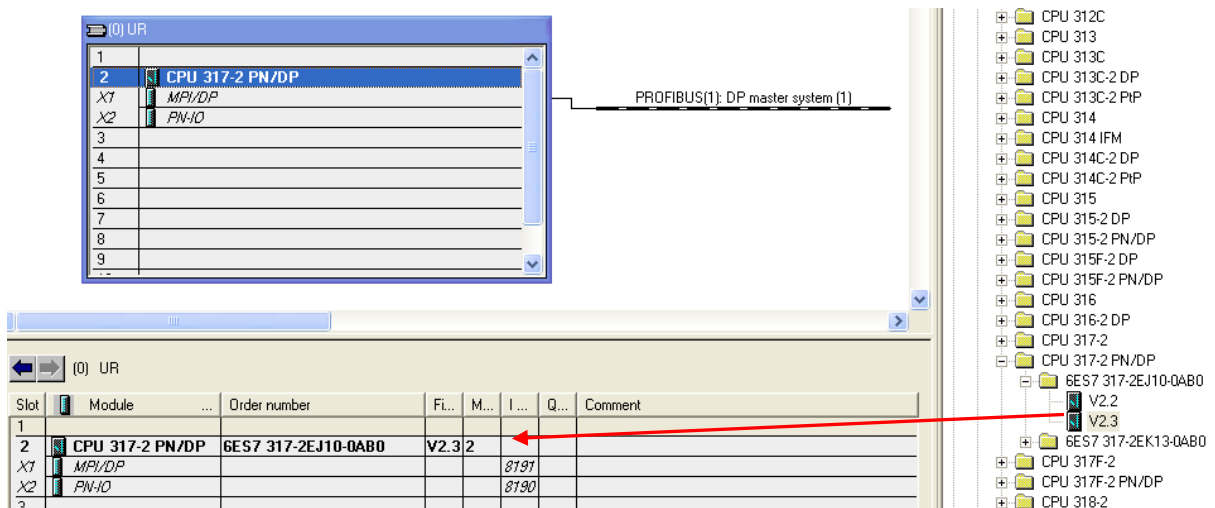 (0) UR
1
2 CPU 317-2 PN/DP
X1 MPI/DP
X2 PN-IO
3
4
5
6
7
8
9
PROFIBUS(1): DP master system (1)
(0) UR
Slot Module ... Order number Fi... M... I ... Q... Comment
1
2 CPU 317-2 PN/DP 6ES7 317-2EJ10-0AB0 V2.3 2
X1 MPI/DP 8191
X2 PN-IO 8190
3
CPU 312C
CPU 313
CPU 313C
CPU 313C-2 DP
CPU 313C-2 PtP
CPU 314
CPU 314 IFM
CPU 314C-2 DP
CPU 314C-2 PtP
CPU 315
CPU 315-2 DP
CPU 315-2 PN/DP
CPU 315F-2 DP
CPU 315F-2 PN/DP
CPU 316
CPU 316-2 DP
CPU 317-2
CPU 317-2 PN/DP
6ES7 317-2EJ10-0AB0
V2.2
V2.3
6ES7 317-2EK13-0AB0
CPU 317F-2
CPU 317F-2 PN/DP
CPU 318-2